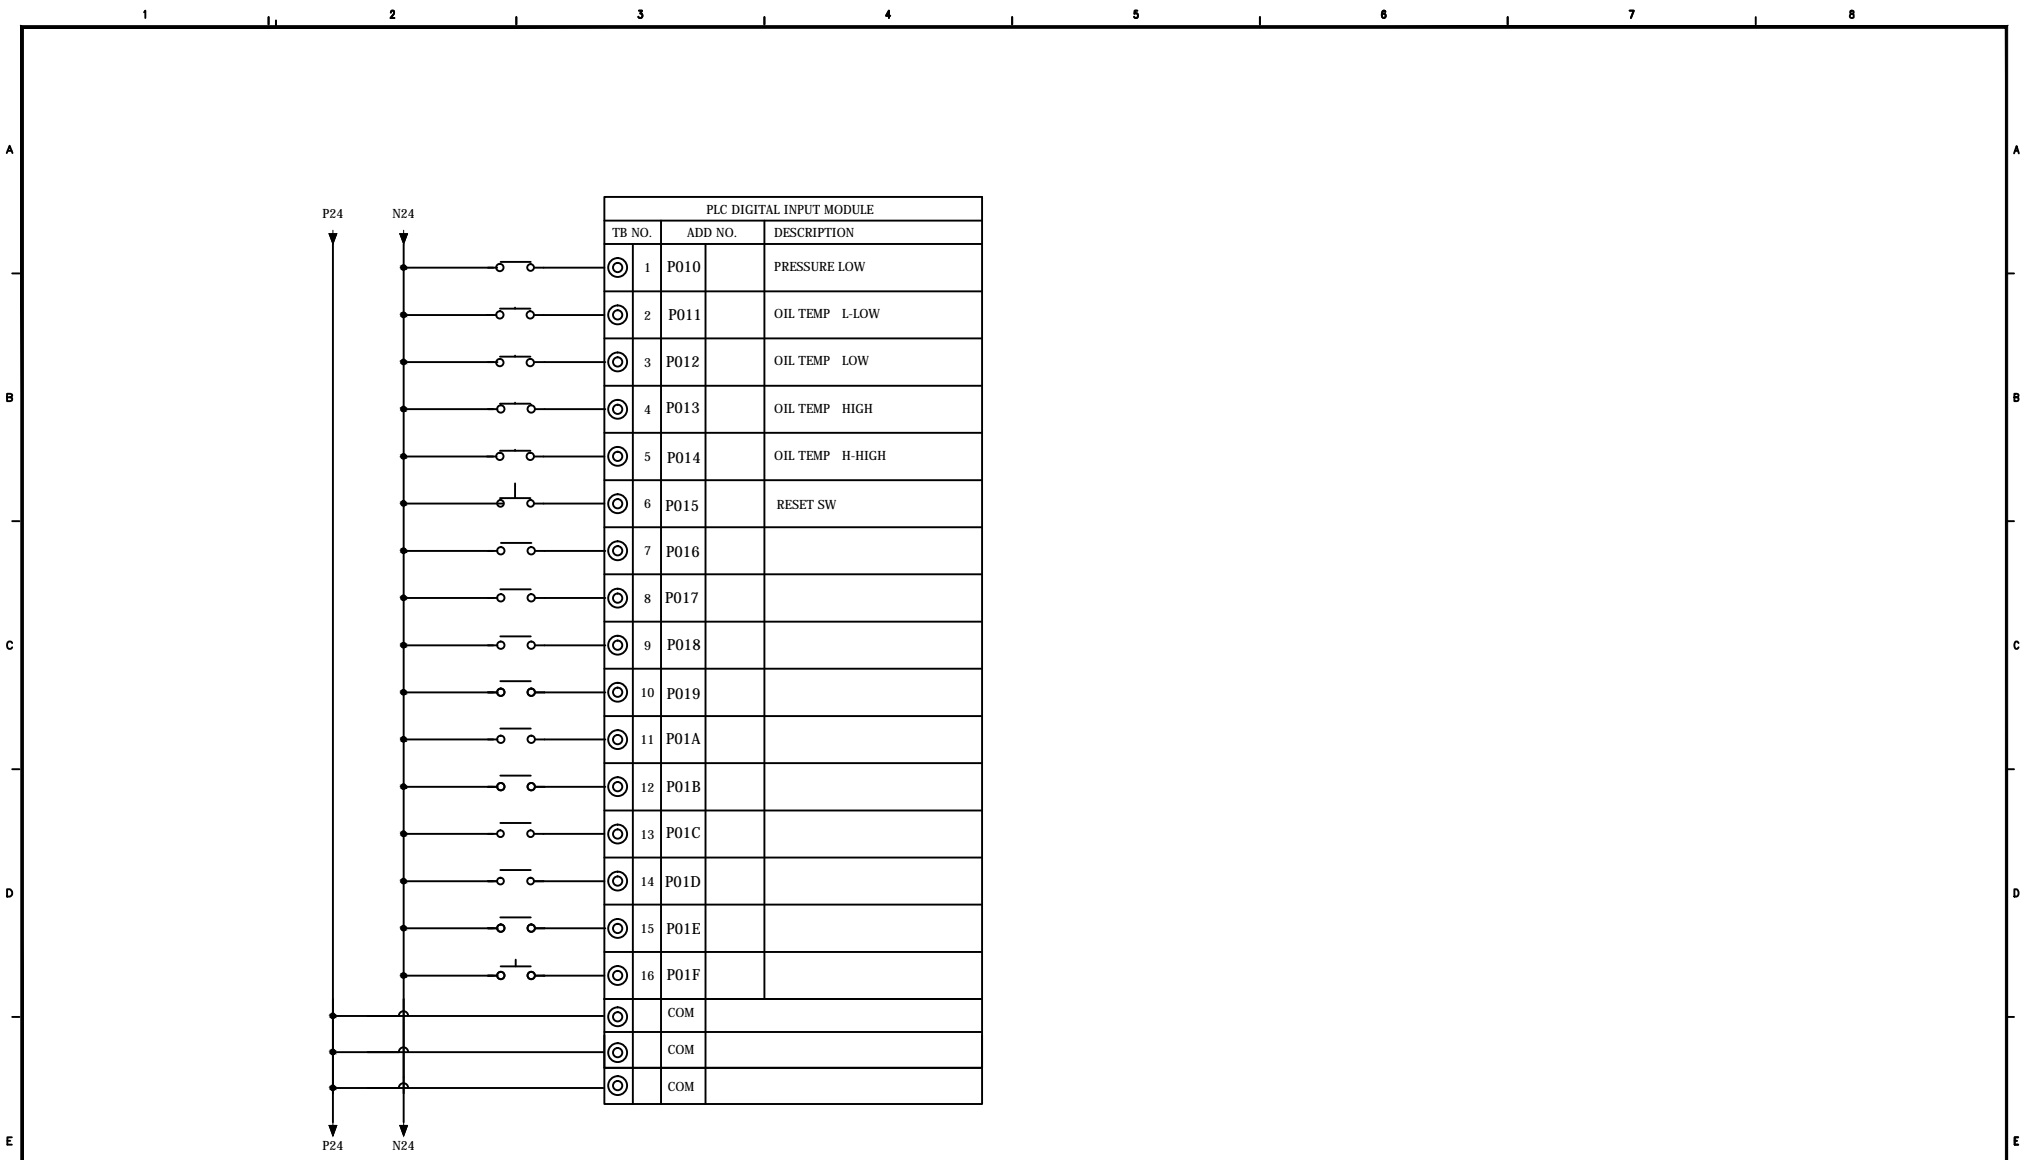 1 2 3 4 5 6 7 8
A A
P24 N24 PLC DIGITAL INPUT MODULE
TB NO. ADD NO. DESCRIPTION
1 P010 PRESSURE LOW
2 P011 OIL TEMP L-LOW
3 P012 OIL TEMP LOW
B B
4 P013 OIL TEMP HIGH
5 P014 OIL TEMP H-HIGH
6 P015 RESET SW
7 P016
8 P017
C C
9 P018
10 P019
11 P01A
12 P01B
13 P01C
14 P01D
D D
15 P01E
16 P01F
COM
COM
COM
E E
P24 N24